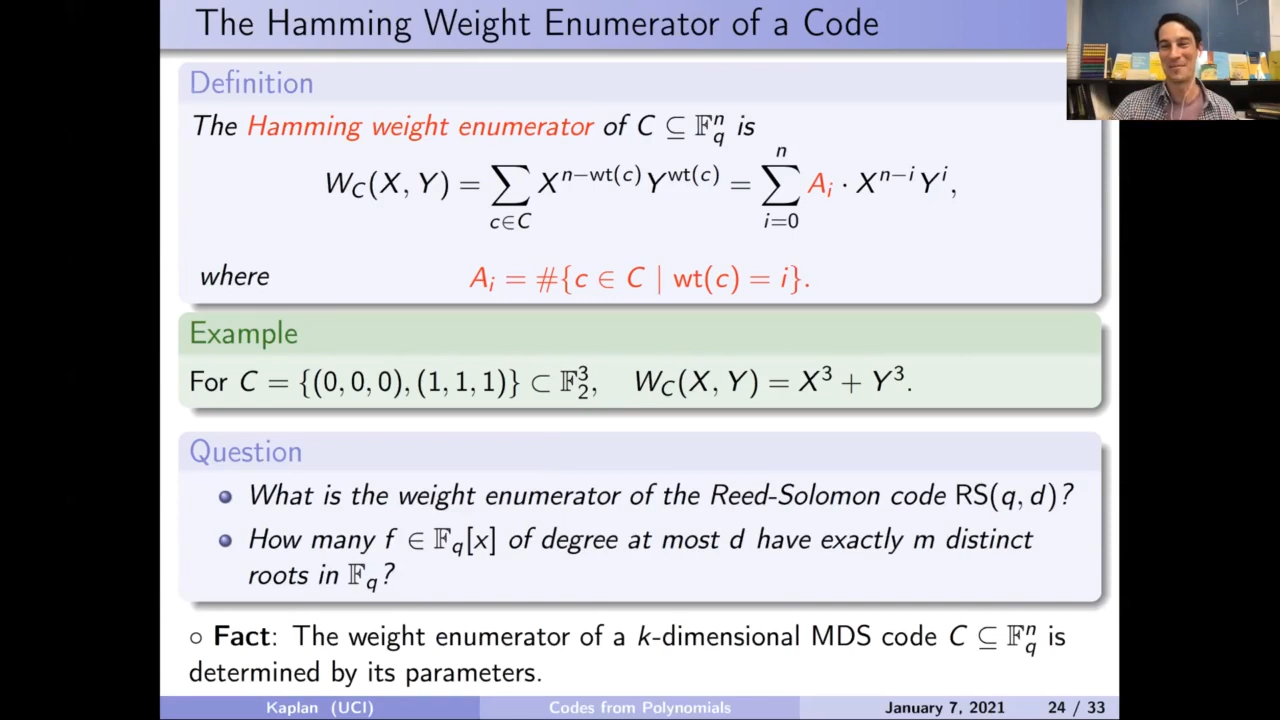 The Hamming Weight Enumerator of a Code
Definition
The Hamming weight enumerator of C ⊆ 𝔽_q^n is
W_C(X, Y) = ∑_{c∈C} X^{n−wt(c)} Y^{wt(c)} = ∑_{i=0}^{n} A_i · X^{n−i} Y^i,
where A_i = #{c ∈ C | wt(c) = i}.
Example
For C = {(0, 0, 0), (1, 1, 1)} ⊂ 𝔽_2^3, W_C(X, Y) = X^3 + Y^3.
Question
What is the weight enumerator of the Reed-Solomon code RS(q, d)?
How many f ∈ 𝔽_q[x] of degree at most d have exactly m distinct
roots in 𝔽_q?
○ Fact: The weight enumerator of a k-dimensional MDS code C ⊆ 𝔽_q^n is
determined by its parameters.
Kaplan (UCI) Codes from Polynomials January 7, 2021 24 / 33